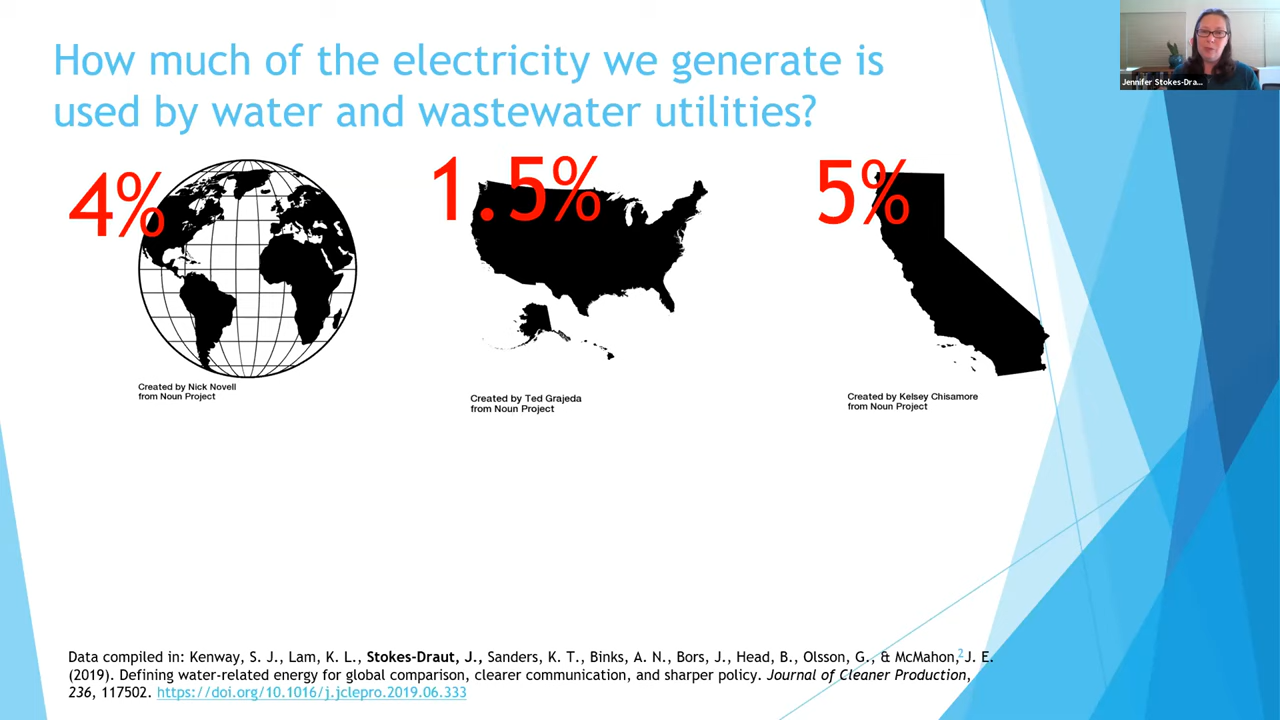 How much of the electricity we generate is
used by water and wastewater utilities?
4%
1.5%
5%
Created by Nick Novell
from Noun Project
Created by Ted Grajeda
from Noun Project
Created by Kelsey Chisamore
from Noun Project
Data compiled in: Kenway, S. J., Lam, K. L., Stokes-Draut, J., Sanders, K. T., Binks, A. N., Bors, J., Head, B., Olsson, G., & McMahon, J. E.
(2019). Defining water-related energy for global comparison, clearer communication, and sharper policy. Journal of Cleaner Production,
236, 117502. https://doi.org/10.1016/j.jclepro.2019.06.333
2
Jennifer Stokes-Dra...